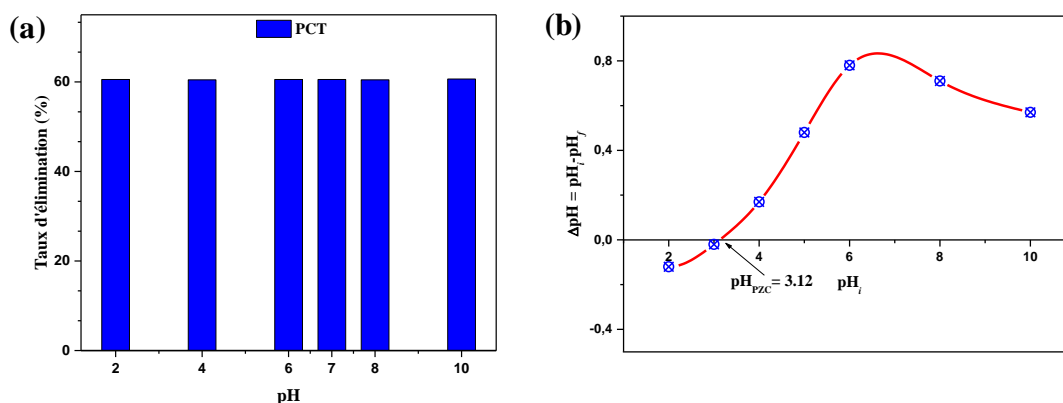 (a)
PCT
Taux d'élimination (%)
60
40
20
0
2 4 6 7 8 10
pH
(b)
ΔpH = pHi-pHf
0,8
0,4
0,0
-0,4
2 4 6 8 10
pHPZC= 3.12
pHi